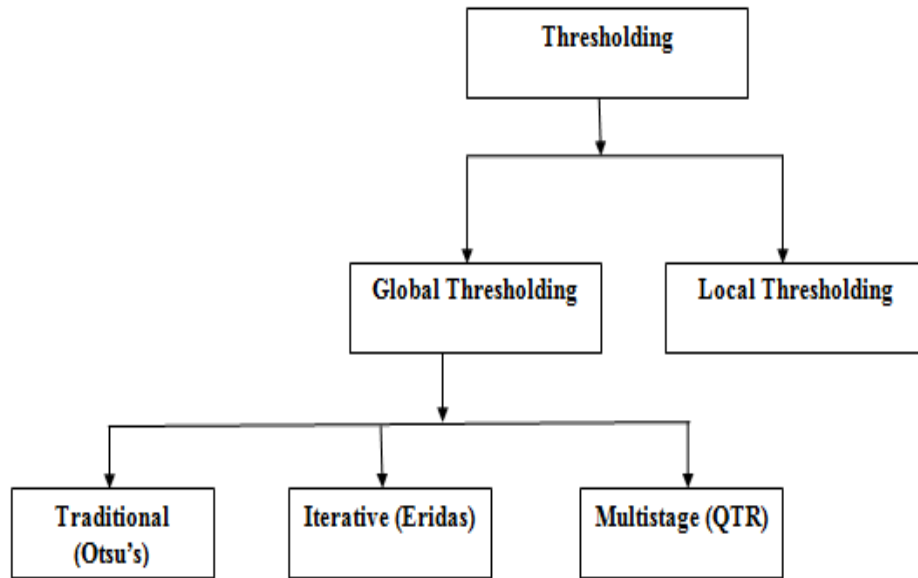 Thresholding
Global Thresholding
Local Thresholding
Traditional
(Otsu’s)
Iterative (Eridas)
Multistage (QTR)